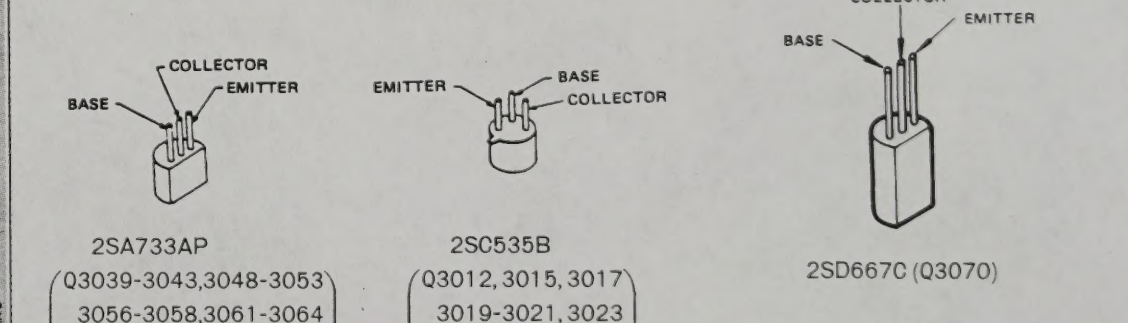 COLLECTOR
EMITTER
BASE
2SA733AP
(Q3039-3043,3048-3053)
3056-3058,3061-3064
EMITTER
BASE
COLLECTOR
2SC535B
(Q3012, 3015, 3017)
3019-3021, 3023
EMITTER
BASE
2SD667C (Q3070)